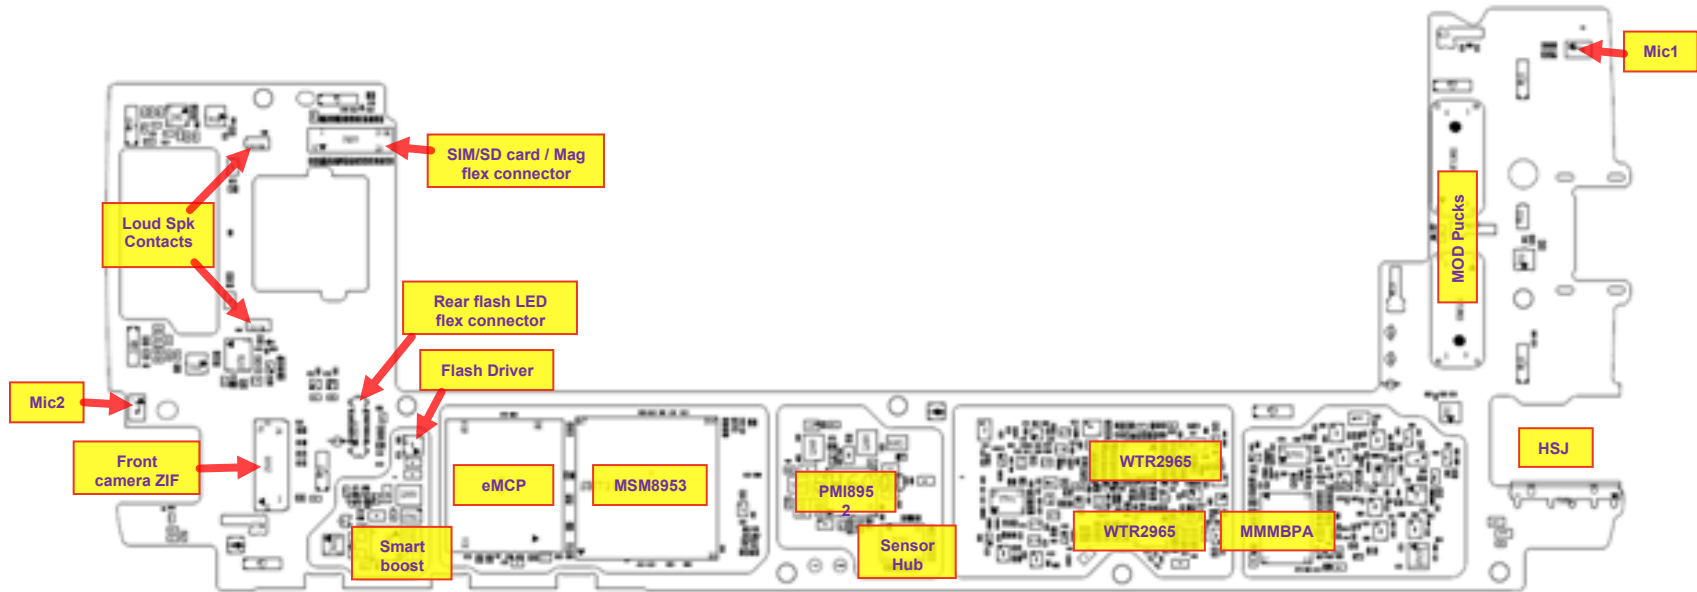 Mic1
SIM/SD card / Mag
flex connector
Loud Spk
Contacts
MOD Pucks
Rear flash LED
flex connector
Flash Driver
Mic2
Front
camera ZIF
eMCP
MSM8953
PMI895
2
WTR2965
HSJ
WTR2965
MMMBPA
Smart
boost
Sensor
Hub